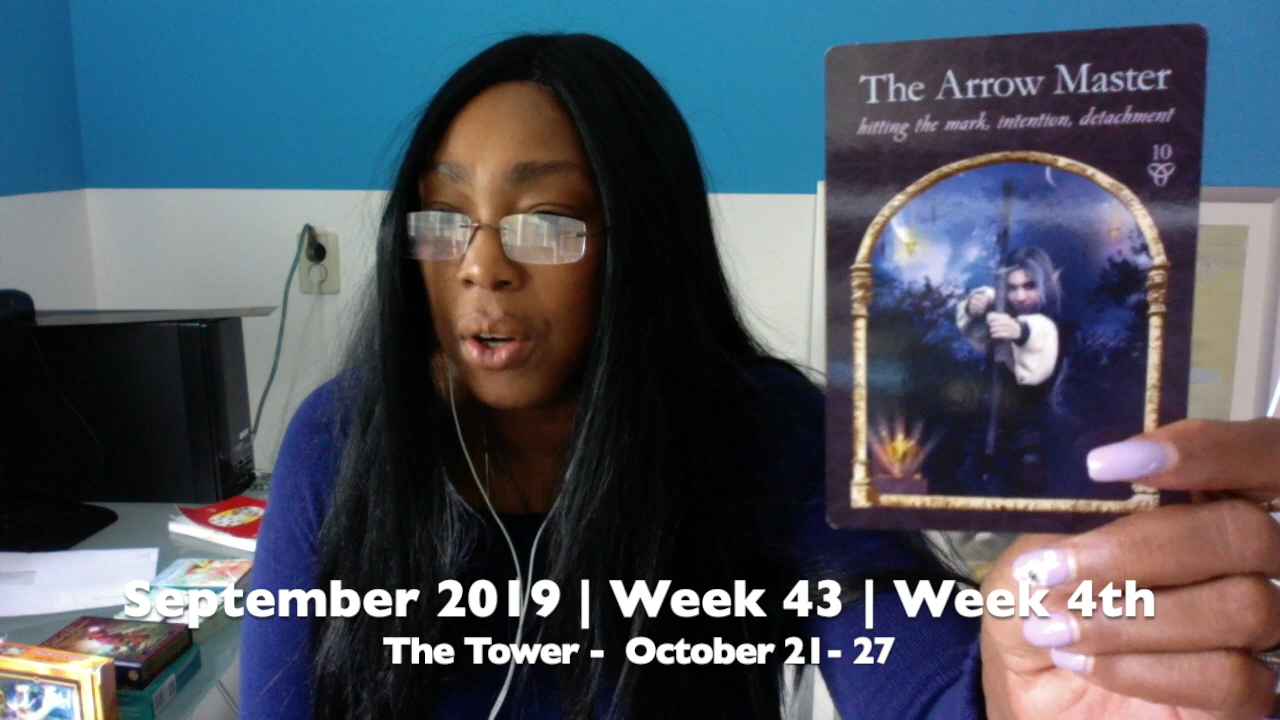 The Arrow Master
hitting the mark, intention, detachment
10
September 2019 | Week 43 | Week 4th
The Tower - October 21- 27